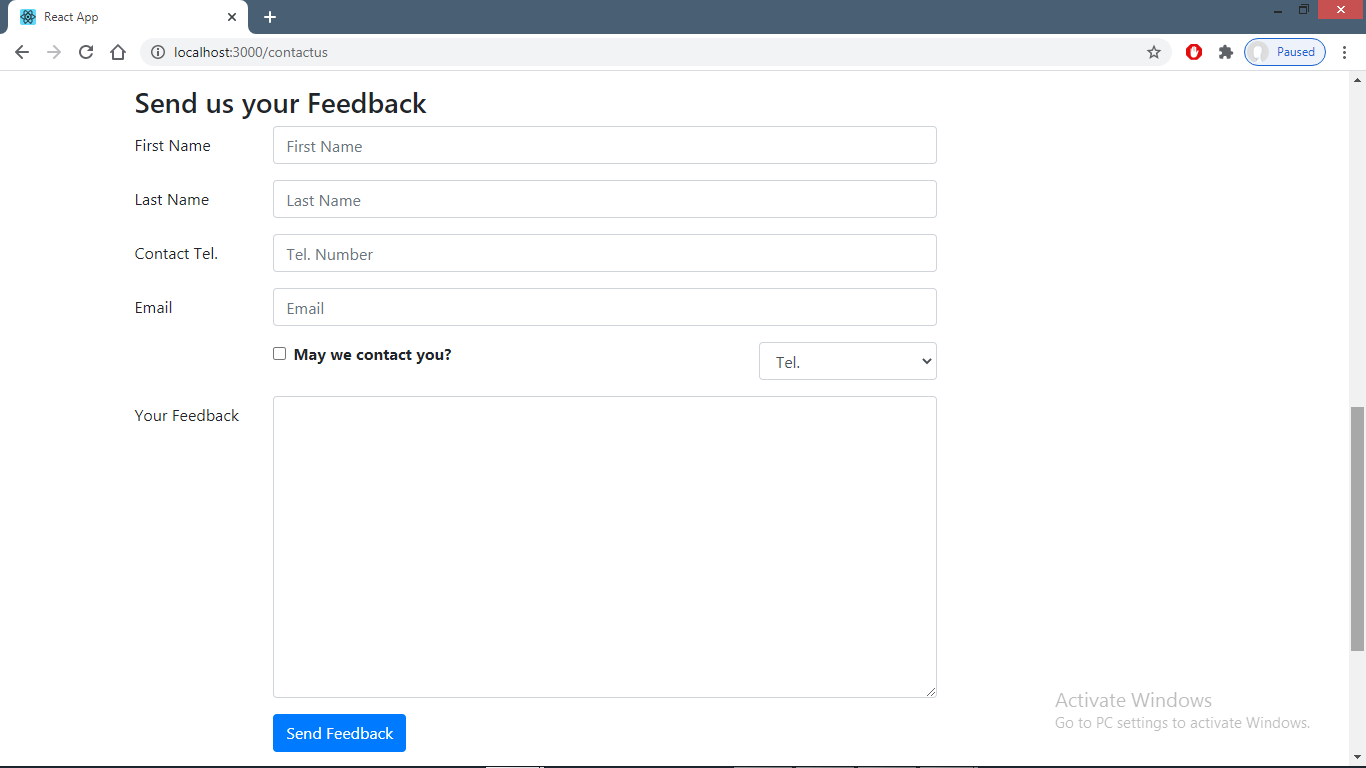 React App
localhost:3000/contactus
Paused
Send us your Feedback
First Name
First Name
Last Name
Last Name
Contact Tel.
Tel. Number
Email
Email
May we contact you?
Tel.
Your Feedback
Send Feedback
Activate Windows
Go to PC settings to activate Windows.